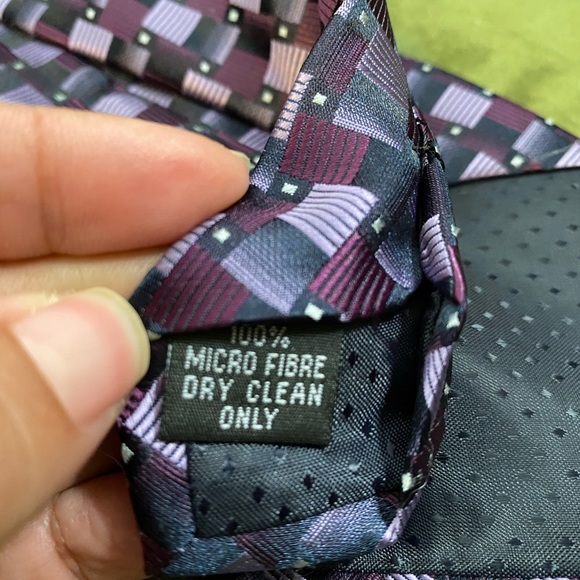 100%
MICRO FIBRE
DRY CLEAN
ONLY